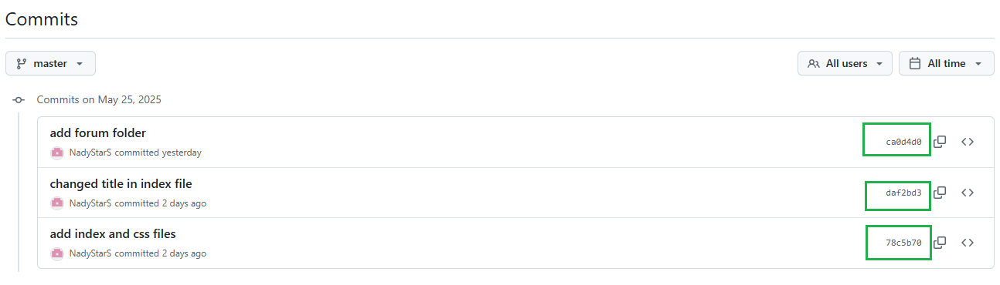 Commits
master
All users
All time
Commits on May 25, 2025
add forum folder
ca0d4d0
NadyStarS committed yesterday
changed title in index file
daf2bd3
NadyStarS committed 2 days ago
add index and css files
78c5b70
NadyStarS committed 2 days ago